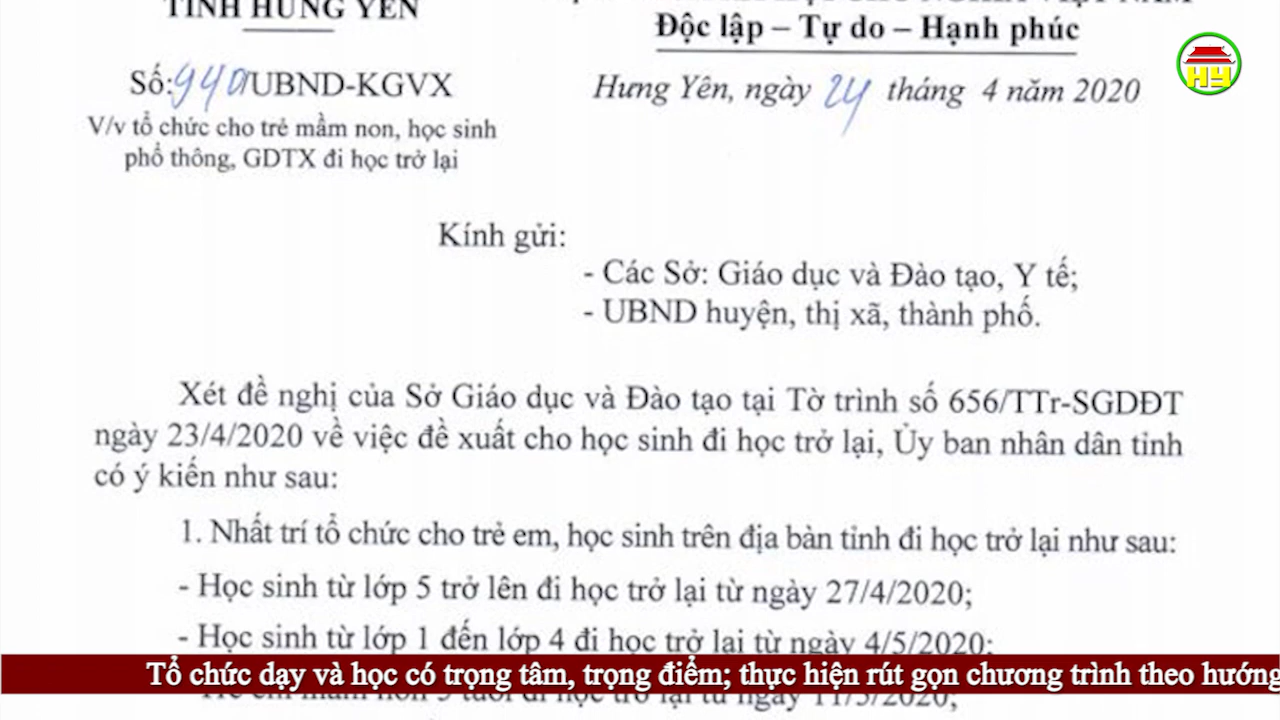 TỈNH HƯNG YÊN
Độc lập – Tự do – Hạnh phúc
Số: 940/UBND-KGVX
Hưng Yên, ngày 24 tháng 4 năm 2020
V/v tổ chức cho trẻ mầm non, học sinh
phổ thông, GDTX đi học trở lại
HY
Kính gửi:
- Các Sở: Giáo dục và Đào tạo, Y tế;
- UBND huyện, thị xã, thành phố.
Xét đề nghị của Sở Giáo dục và Đào tạo tại Tờ trình số 656/TTr-SGDĐT
ngày 23/4/2020 về việc đề xuất cho học sinh đi học trở lại, Ủy ban nhân dân tỉnh
có ý kiến như sau:
1. Nhất trí tổ chức cho trẻ em, học sinh trên địa bàn tỉnh đi học trở lại như sau:
- Học sinh từ lớp 5 trở lên đi học trở lại từ ngày 27/4/2020;
- Học sinh từ lớp 1 đến lớp 4 đi học trở lại từ ngày 4/5/2020;
Tổ chức dạy và học có trọng tâm, trọng điểm; thực hiện rút gọn chương trình theo hướng